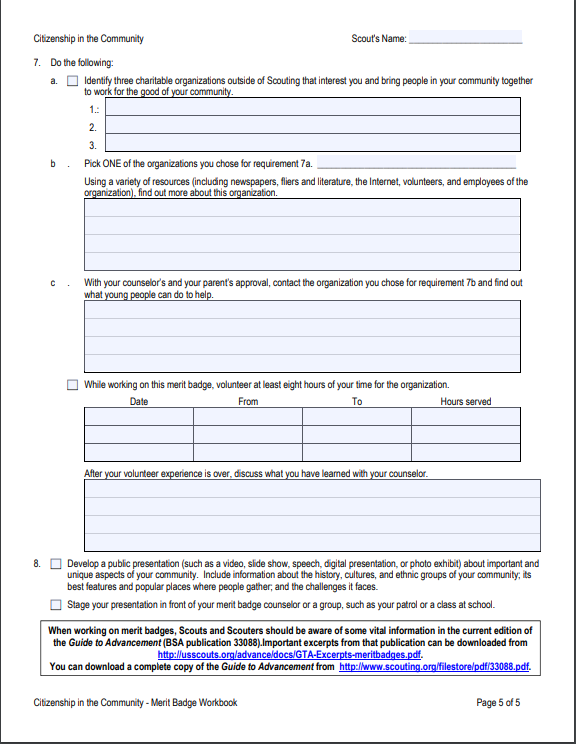 Citizenship in the Community Scout's Name: ____________________
7. Do the following:
a. Identify three charitable organizations outside of Scouting that interest you and bring people in your community together
to work for the good of your community.
1.:
2.
3.
b . Pick ONE of the organizations you chose for requirement 7a.
Using a variety of resources (including newspapers, fliers and literature, the Internet, volunteers, and employees of the
organization), find out more about this organization.
c . With your counselor's and your parent's approval, contact the organization you chose for requirement 7b and find out
what young people can do to help.
While working on this merit badge, volunteer at least eight hours of your time for the organization.
Date From To Hours served
After your volunteer experience is over, discuss what you have learned with your counselor.
8. Develop a public presentation (such as a video, slide show, speech, digital presentation, or photo exhibit) about important and
unique aspects of your community. Include information about the history, cultures, and ethnic groups of your community; its
best features and popular places where people gather; and the challenges it faces.
Stage your presentation in front of your merit badge counselor or a group, such as your patrol or a class at school.
When working on merit badges, Scouts and Scouters should be aware of some vital information in the current edition of
the Guide to Advancement (BSA publication 33088).Important excerpts from that publication can be downloaded from
http://usscouts.org/advance/docs/GTA-Excerpts-meritbadges.pdf.
You can download a complete copy of the Guide to Advancement from http://www.scouting.org/filestore/pdf/33088.pdf.
Citizenship in the Community - Merit Badge Workbook Page 5 of 5